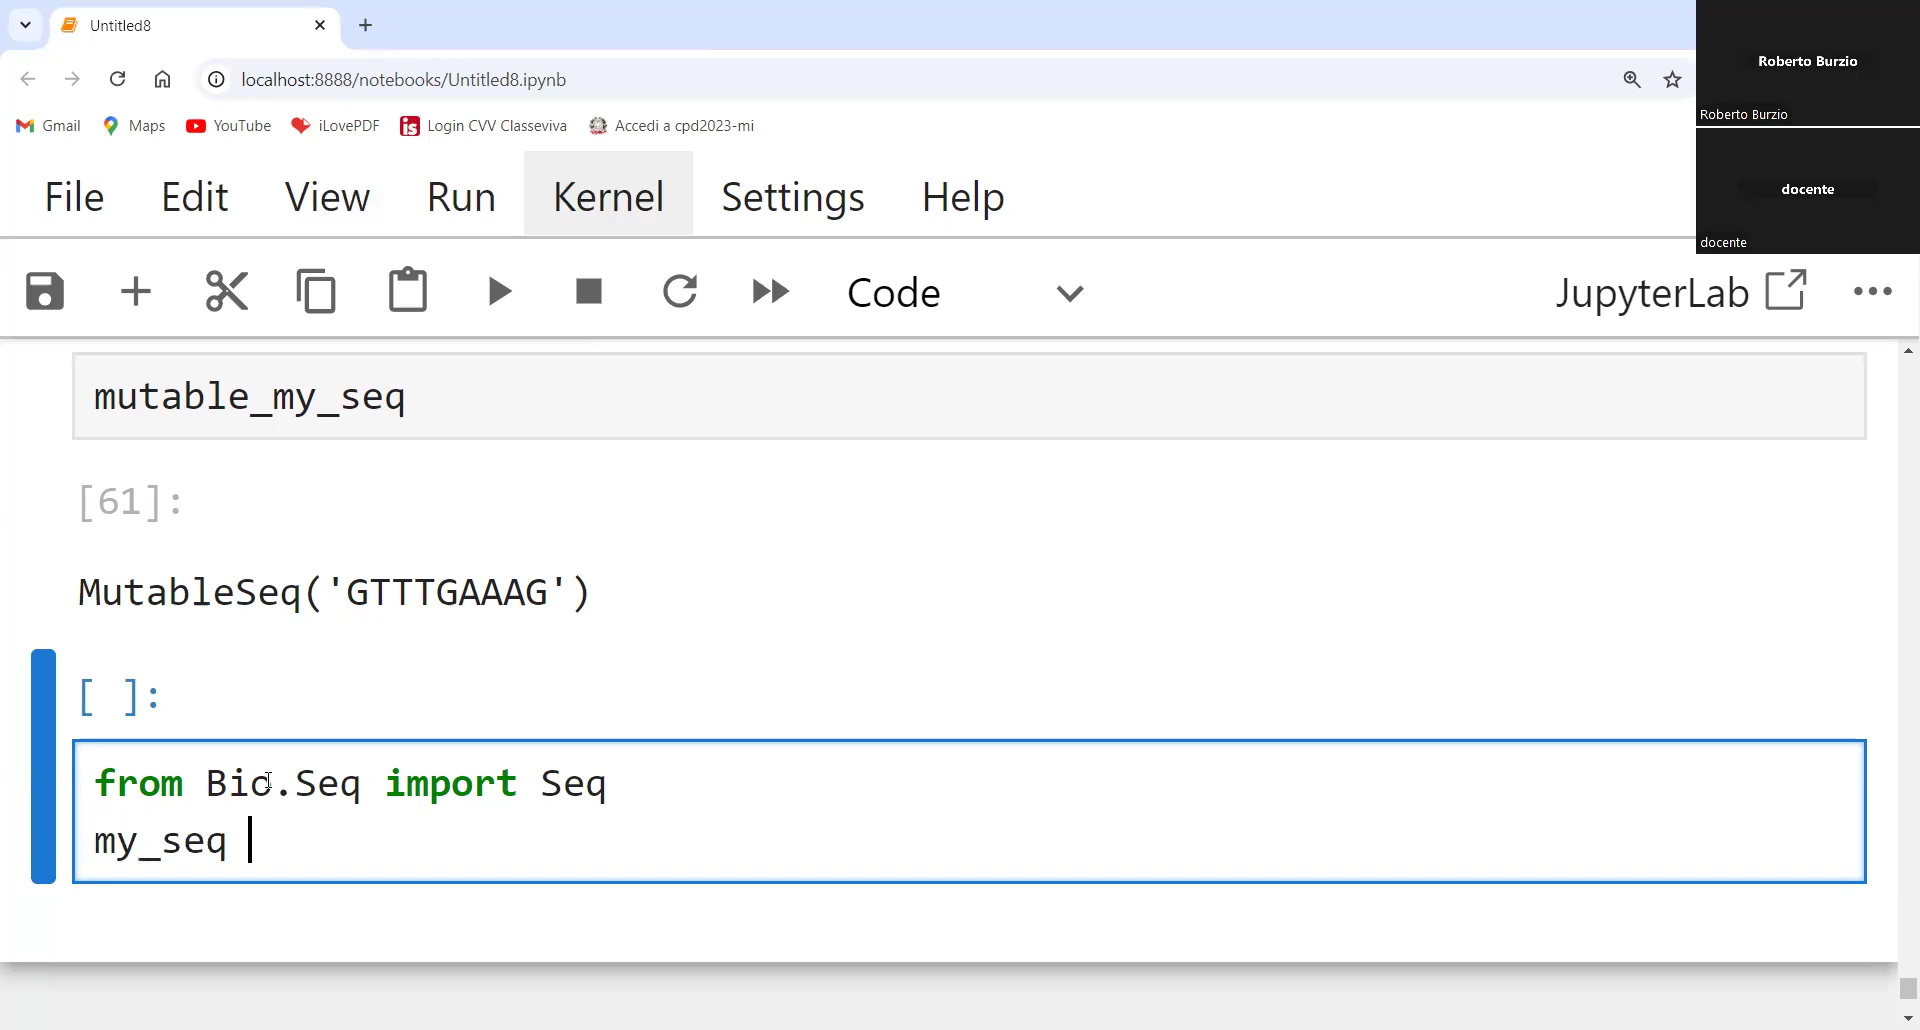 Untitled8
localhost:8888/notebooks/Untitled8.ipynb
Gmail Maps YouTube iLovePDF Login CVV Classeviva Accedi a cpd2023-mi
Roberto Burzio
Roberto Burzio
docente
docente
File Edit View Run Kernel Settings Help
Code JupyterLab
mutable_my_seq
[61]:
MutableSeq('GTTTGAAAG')
[ ]:
from Bio.Seq import Seq
my_seq